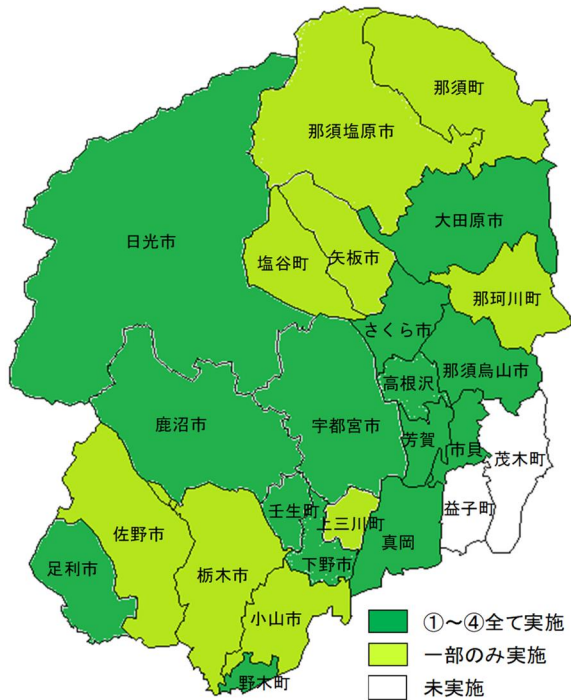 那須町
那須塩原市
大田原市
日光市
矢板市
塩谷町
那珂川町
さくら市
那須烏山市
高根沢
鹿沼市
宇都宮市
芳賀
市貝
茂木町
益子町
壬生町
上三川町
真岡
佐野市
下野市
足利市
栃木市
小山市
野木町
①～④全て実施
一部のみ実施
未実施